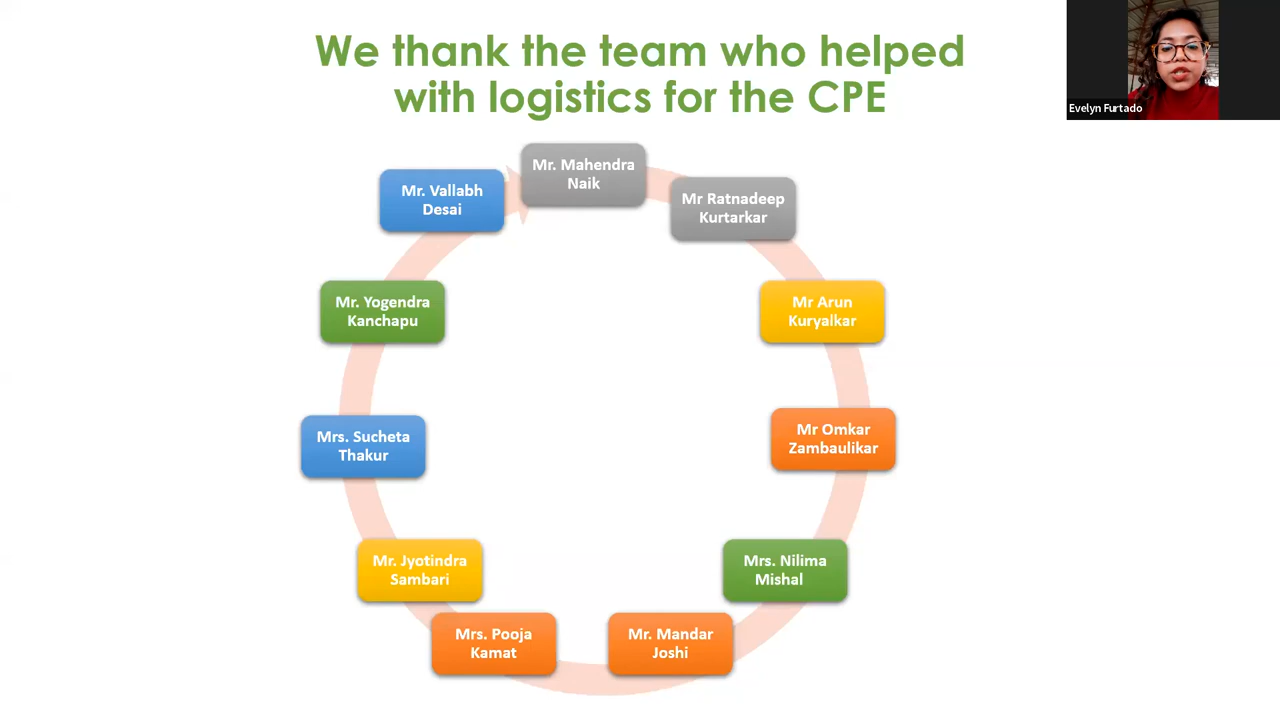 We thank the team who helped
with logistics for the CPE
Evelyn Furtado
Mr. Mahendra
Naik
Mr Ratnadeep
Kurtarkar
Mr Arun
Kuryalkar
Mr Omkar
Zambaulikar
Mrs. Nilima
Mishal
Mr. Mandar
Joshi
Mrs. Pooja
Kamat
Mr. Jyotindra
Sambari
Mrs. Sucheta
Thakur
Mr. Yogendra
Kanchapu
Mr. Vallabh
Desai